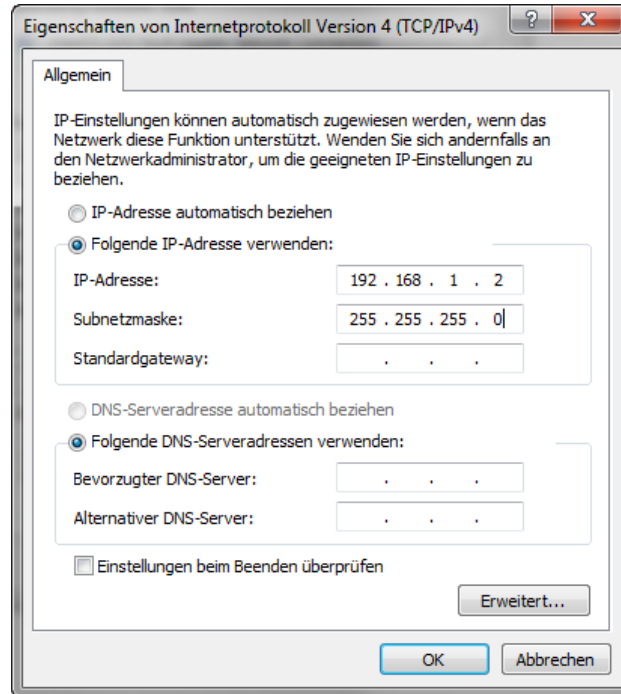 Eigenschaften von Internetprotokoll Version 4 (TCP/IPv4)
Allgemein
IP-Einstellungen können automatisch zugewiesen werden, wenn das
Netzwerk diese Funktion unterstützt. Wenden Sie sich andernfalls an
den Netzwerkadministrator, um die geeigneten IP-Einstellungen zu
beziehen.
IP-Adresse automatisch beziehen
Folgende IP-Adresse verwenden:
IP-Adresse: 192 . 168 . 1 . 2
Subnetzmaske: 255 . 255 . 255 . 0
Standardgateway: . . .
DNS-Serveradresse automatisch beziehen
Folgende DNS-Serveradressen verwenden:
Bevorzugter DNS-Server: . . .
Alternativer DNS-Server: . . .
Einstellungen beim Beenden überprüfen
Erweitert...
OK Abbrechen